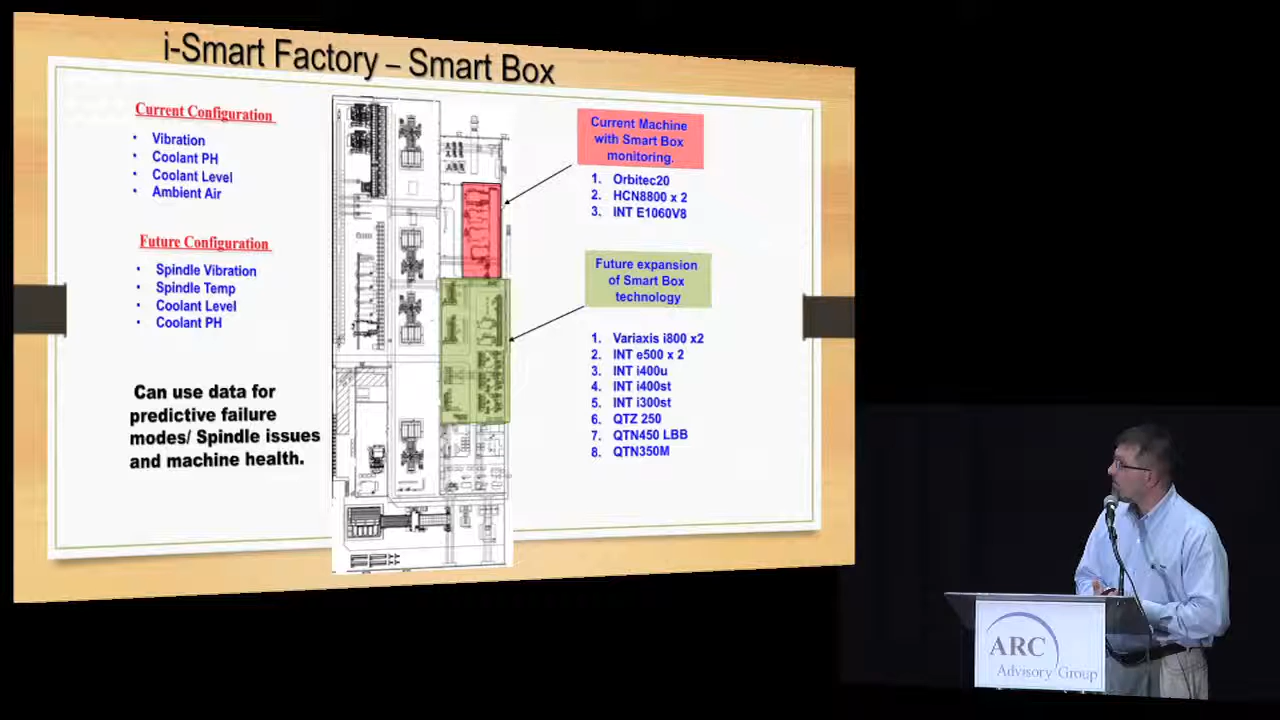 i-Smart Factory – Smart Box
Current Configuration
• Vibration
• Coolant PH
• Coolant Level
• Ambient Air
Future Configuration
• Spindle Vibration
• Spindle Temp
• Coolant Level
• Coolant PH
Can use data for
predictive failure
modes/ Spindle issues
and machine health.
Current Machine
with Smart Box
monitoring.
1. Orbitec20
2. HCN8800 x 2
3. INT E1060V8
Future expansion
of Smart Box
technology
1. Variaxis i800 x2
2. INT e500 x 2
3. INT i400u
4. INT i400st
5. INT i300st
6. QTZ 250
7. QTN450 LBB
8. QTN350M
ARC
Advisory Group